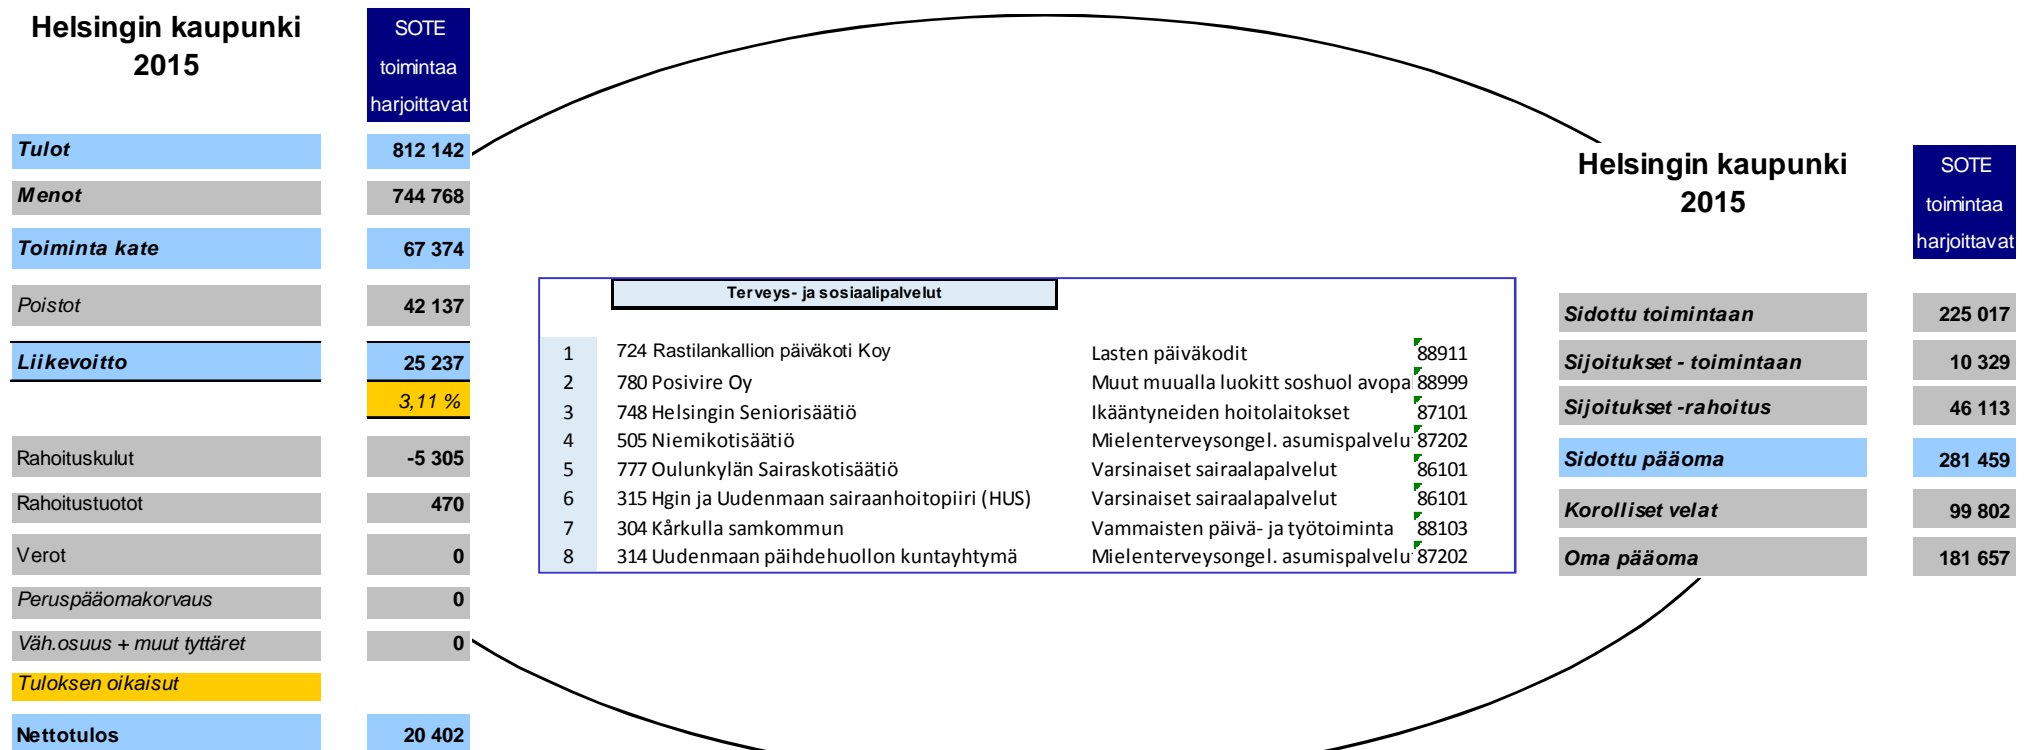 Helsingin kaupunki
2015
SOTE
toimintaa
harjoittavat
Tulot 812 142
Menot 744 768
Toiminta kate 67 374
Poistot 42 137
Liikevoitto 25 237
3,11 %
Rahoituskulut -5 305
Rahoitustuotot 470
Verot 0
Peruspääomakorvaus 0
Väh.osuus + muut tyttäret 0
Tuloksen oikaisut
Nettotulos 20 402
Terveys- ja sosiaalipalvelut
1 724 Rastilankallion päiväkoti Koy Lasten päiväkodit 88911
2 780 Posivire Oy Muut muualla luokitt soshuol avopa 88999
3 748 Helsingin Seniorisäätiö Ikääntyneiden hoitolaitokset 87101
4 505 Niemikotisäätiö Mielenterveysongel. asumispalvelu 87202
5 777 Oulunkylän Sairaskotisäätiö Varsinaiset sairaalapalvelut 86101
6 315 Hgin ja Uudenmaan sairaanhoitopiiri (HUS) Varsinaiset sairaalapalvelut 86101
7 304 Kårkulla samkommun Vammaisten päivä- ja työtoiminta 88103
8 314 Uudenmaan päihdehuollon kuntayhtymä Mielenterveysongel. asumispalvelu 87202
Helsingin kaupunki
2015
SOTE
toimintaa
harjoittavat
Sidottu toimintaan 225 017
Sijoitukset - toimintaan 10 329
Sijoitukset -rahoitus 46 113
Sidottu pääoma 281 459
Korolliset velat 99 802
Oma pääoma 181 657